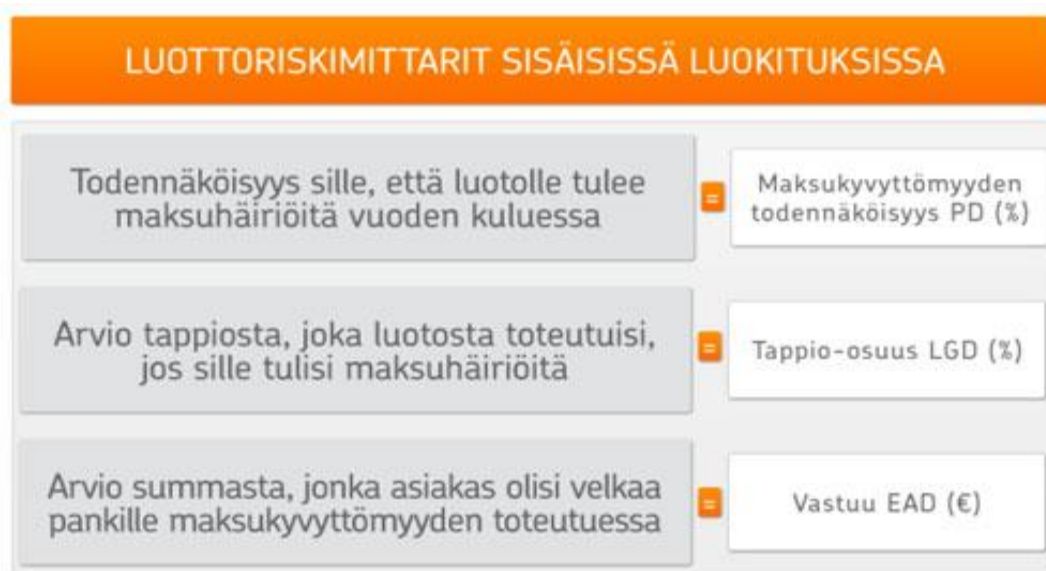 LUOTTORISKIMITTARIT SISÄISISSÄ LUOKITUKSISSA
Todennäköisyys sille, että luotolle tulee
maksuhäiriöitä vuoden kuluessa
=
Maksukyvyttömyyden
todennäköisyys PD (%)
Arvio tappiosta, joka luotosta toteutuisi,
jos sille tulisi maksuhäiriöitä
=
Tappio-osuus LGD (%)
Arvio summasta, jonka asiakas olisi velkaa
pankille maksukyvyttömyyden toteutuessa
=
Vastuu EAD (€)